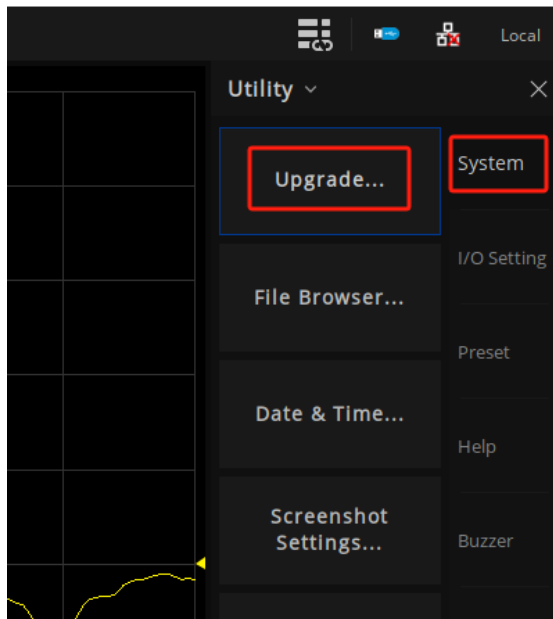 Local
Utility
Upgrade...
System
File Browser...
I/O Setting
Preset
Date & Time...
Help
Screenshot
Settings...
Buzzer